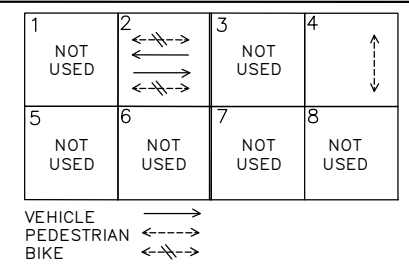 1 2 3 4
NOT NOT
USED USED
5 6 7 8
NOT NOT NOT NOT
USED USED USED USED
VEHICLE
PEDESTRIAN
BIKE